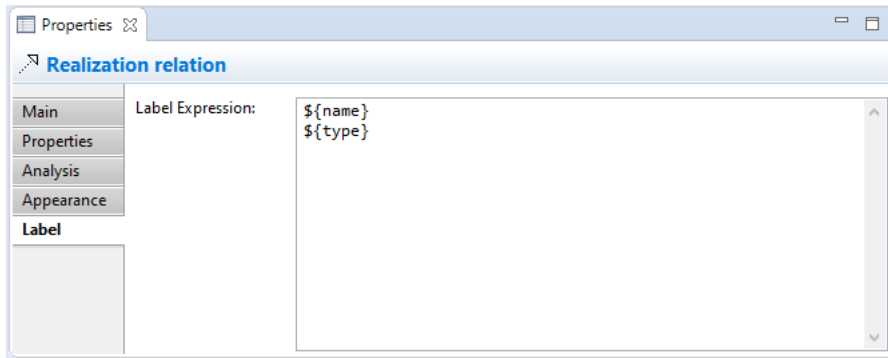 Properties
Realization relation
Main
Properties
Analysis
Appearance
Label
Label Expression:
${name}
${type}